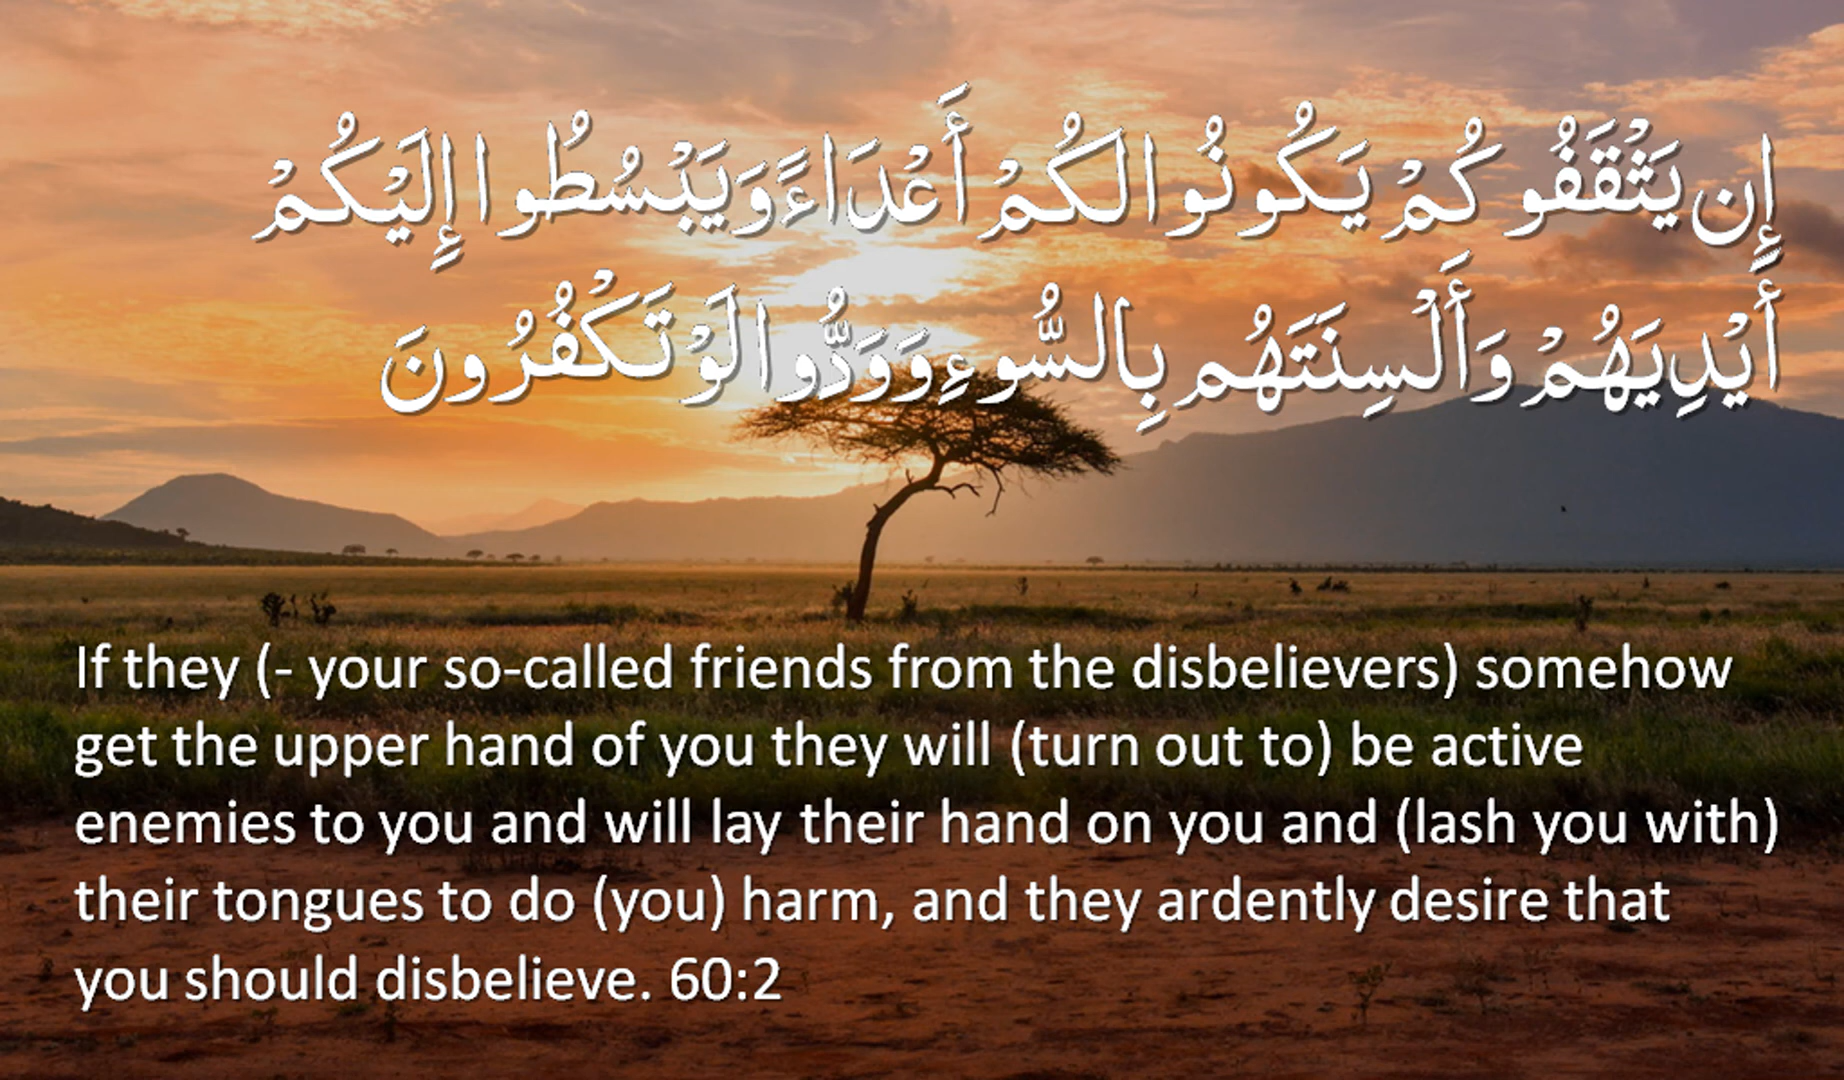 إِن يَثْقَفُوكُمْ يَكُونُوا لَكُمْ أَعْدَاءً وَيَبْسُطُوا إِلَيْكُمْ
أَيْدِيَهُمْ وَأَلْسِنَتَهُم بِالسُّوءِ وَوَدُّوا لَوْ تَكْفُرُونَ
If they (- your so-called friends from the disbelievers) somehow
get the upper hand of you they will (turn out to) be active
enemies to you and will lay their hand on you and (lash you with)
their tongues to do (you) harm, and they ardently desire that
you should disbelieve. 60:2